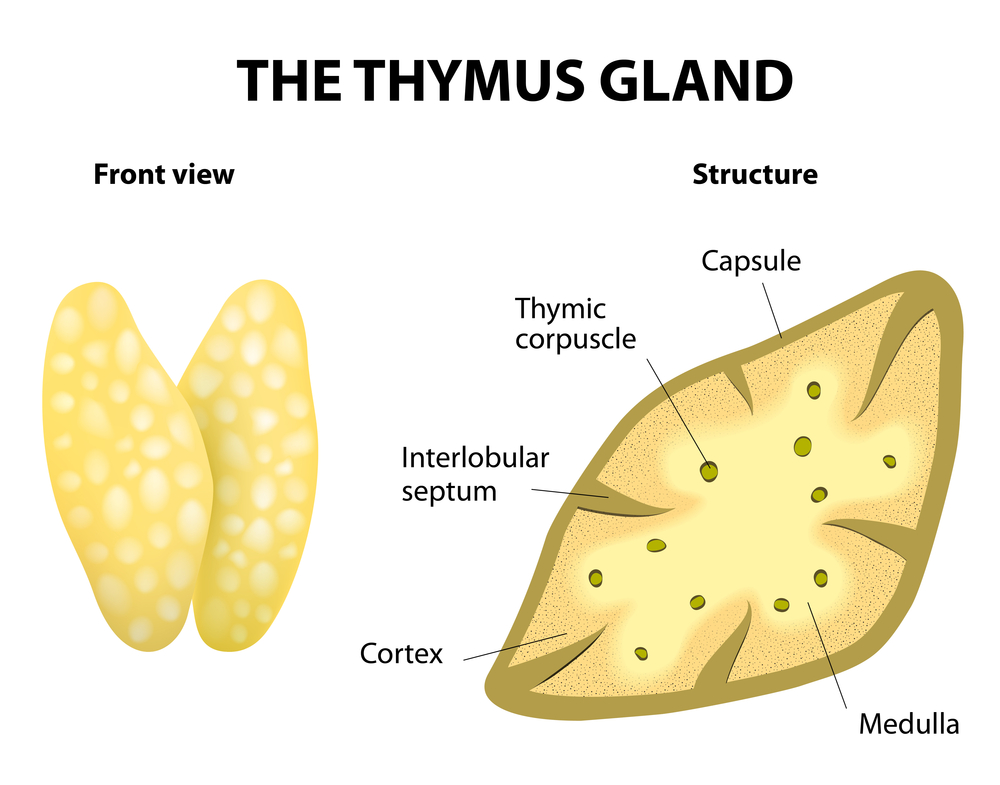 THE THYMUS GLAND
Front view
Structure
Capsule
Thymic
corpuscle
Interlobular
septum
Cortex
Medulla